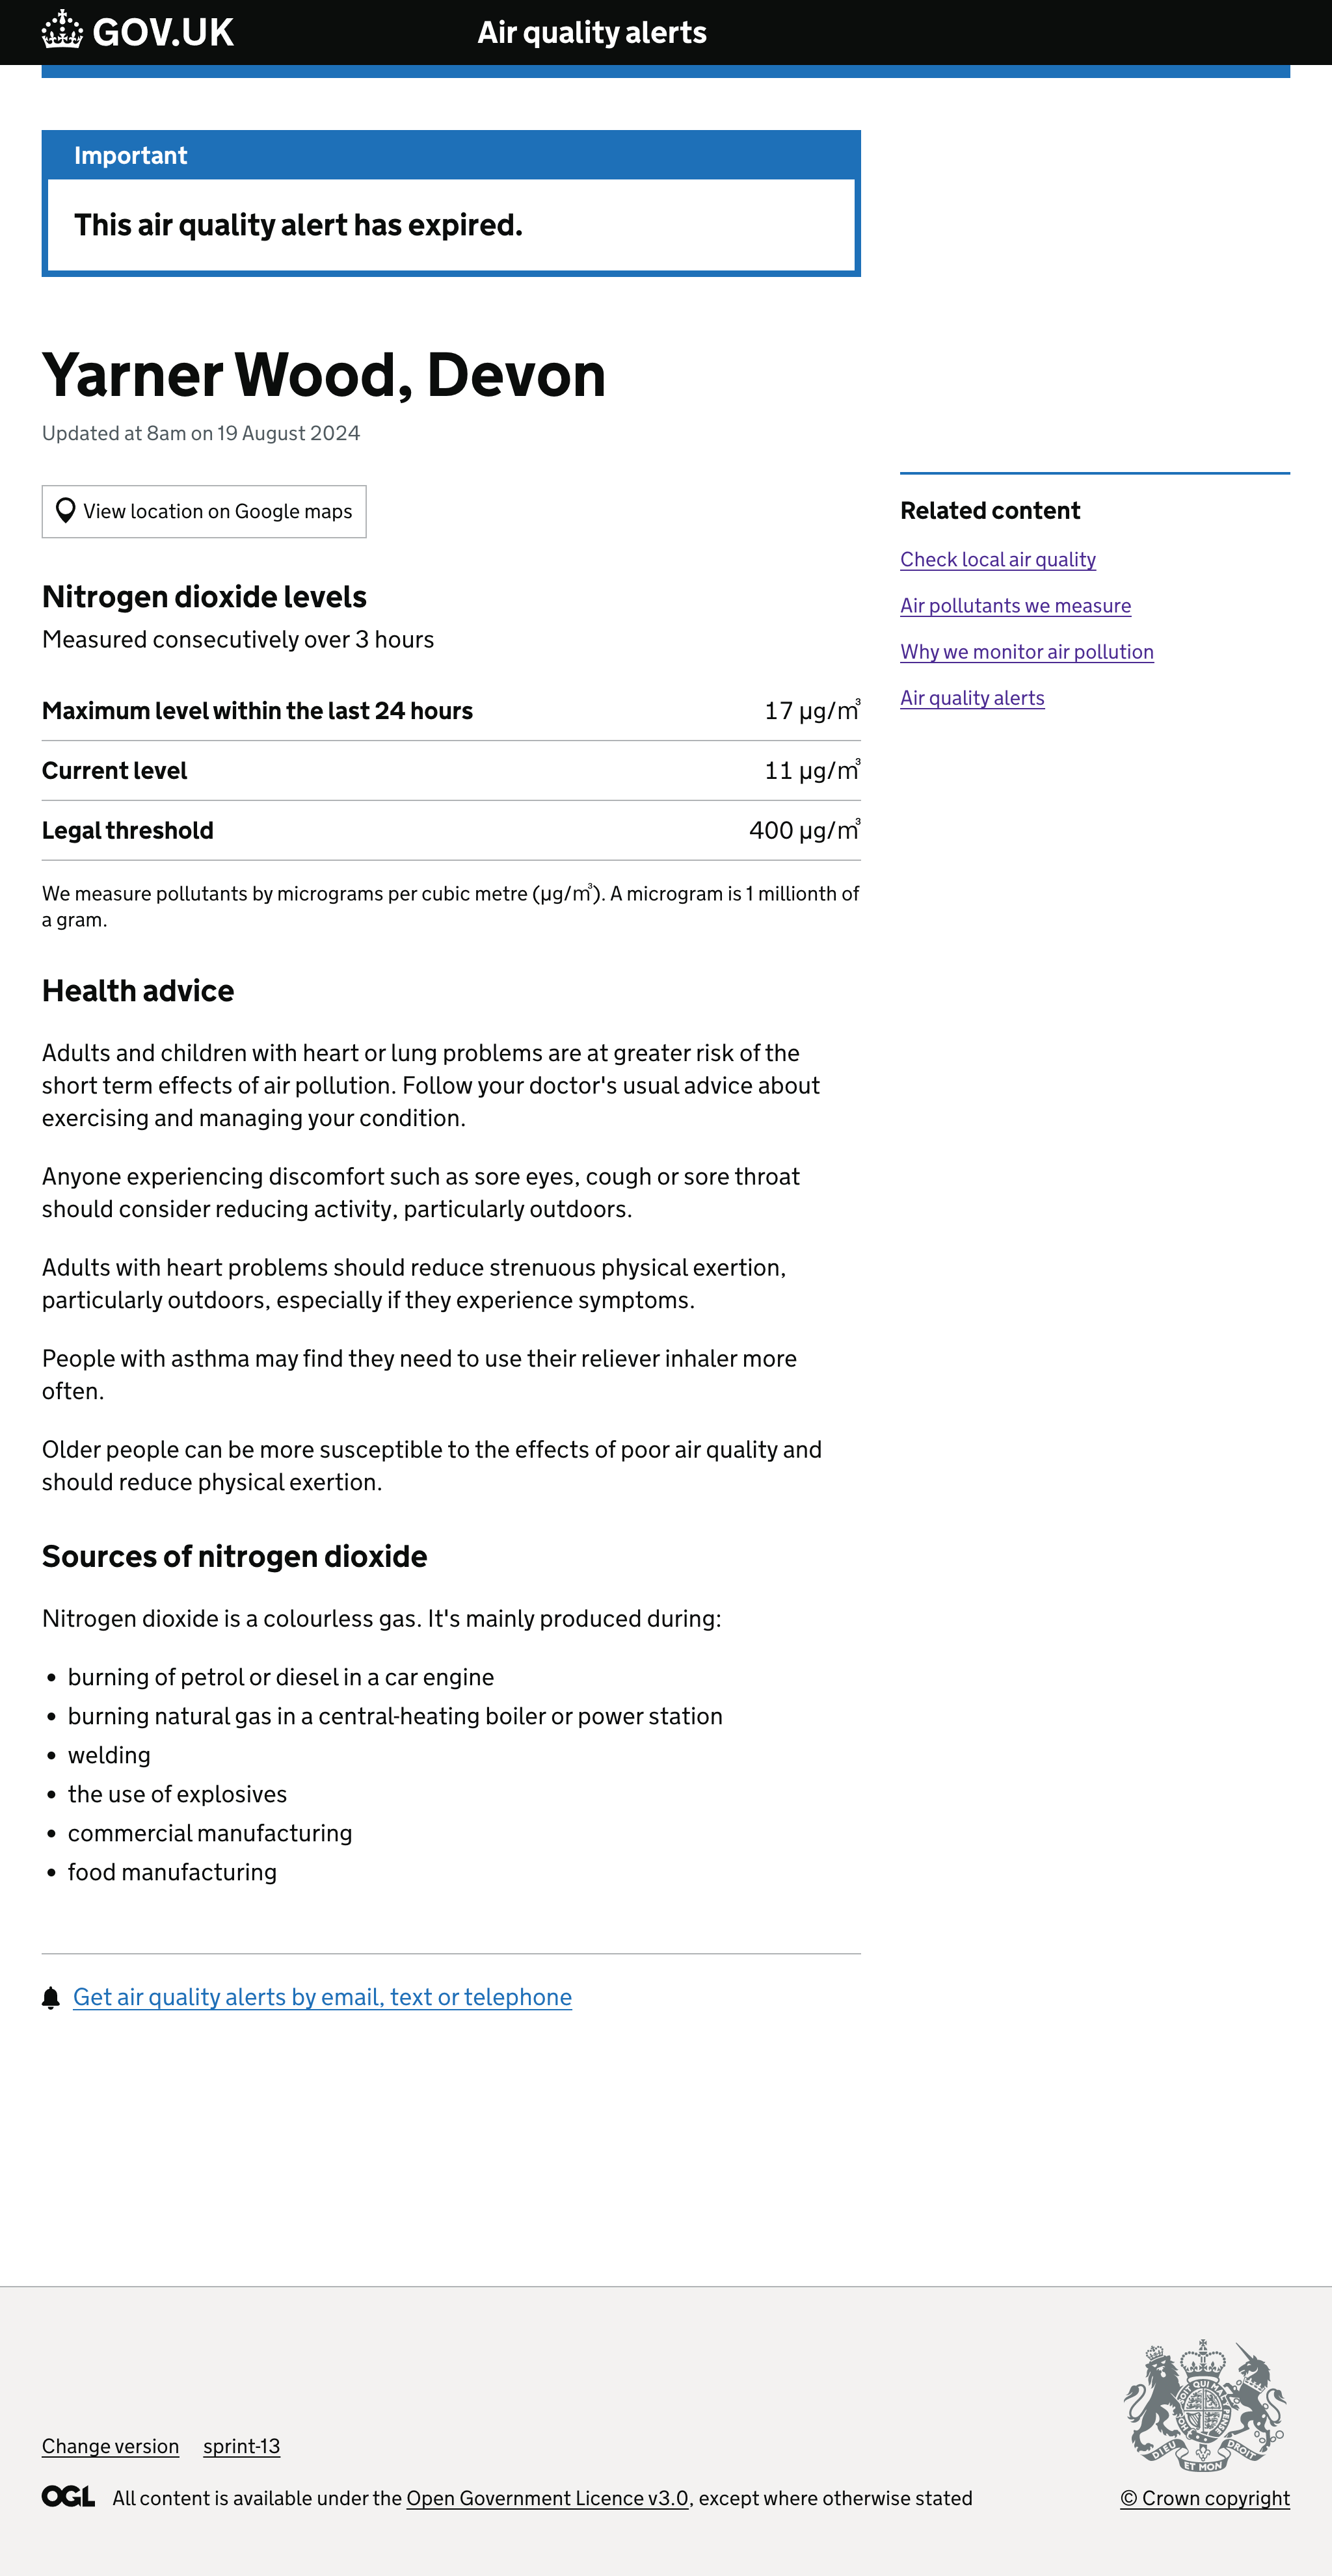 GOV.UK
Air quality alerts
Important
This air quality alert has expired.
Yarner Wood, Devon
Updated at 8am on 19 August 2024
View location on Google maps
Nitrogen dioxide levels
Measured consecutively over 3 hours
Maximum level within the last 24 hours 17 µg/m³
Current level 11 µg/m³
Legal threshold 400 µg/m³
We measure pollutants by micrograms per cubic metre (µg/m³). A microgram is 1 millionth of
a gram.
Health advice
Adults and children with heart or lung problems are at greater risk of the
short term effects of air pollution. Follow your doctor's usual advice about
exercising and managing your condition.
Anyone experiencing discomfort such as sore eyes, cough or sore throat
should consider reducing activity, particularly outdoors.
Adults with heart problems should reduce strenuous physical exertion,
particularly outdoors, especially if they experience symptoms.
People with asthma may find they need to use their reliever inhaler more
often.
Older people can be more susceptible to the effects of poor air quality and
should reduce physical exertion.
Sources of nitrogen dioxide
Nitrogen dioxide is a colourless gas. It's mainly produced during:
• burning of petrol or diesel in a car engine
• burning natural gas in a central-heating boiler or power station
• welding
• the use of explosives
• commercial manufacturing
• food manufacturing
Get air quality alerts by email, text or telephone
Related content
Check local air quality
Air pollutants we measure
Why we monitor air pollution
Air quality alerts
Change version sprint-13
OGL All content is available under the Open Government Licence v3.0, except where otherwise stated
DIEU ET MON DROIT
© Crown copyright